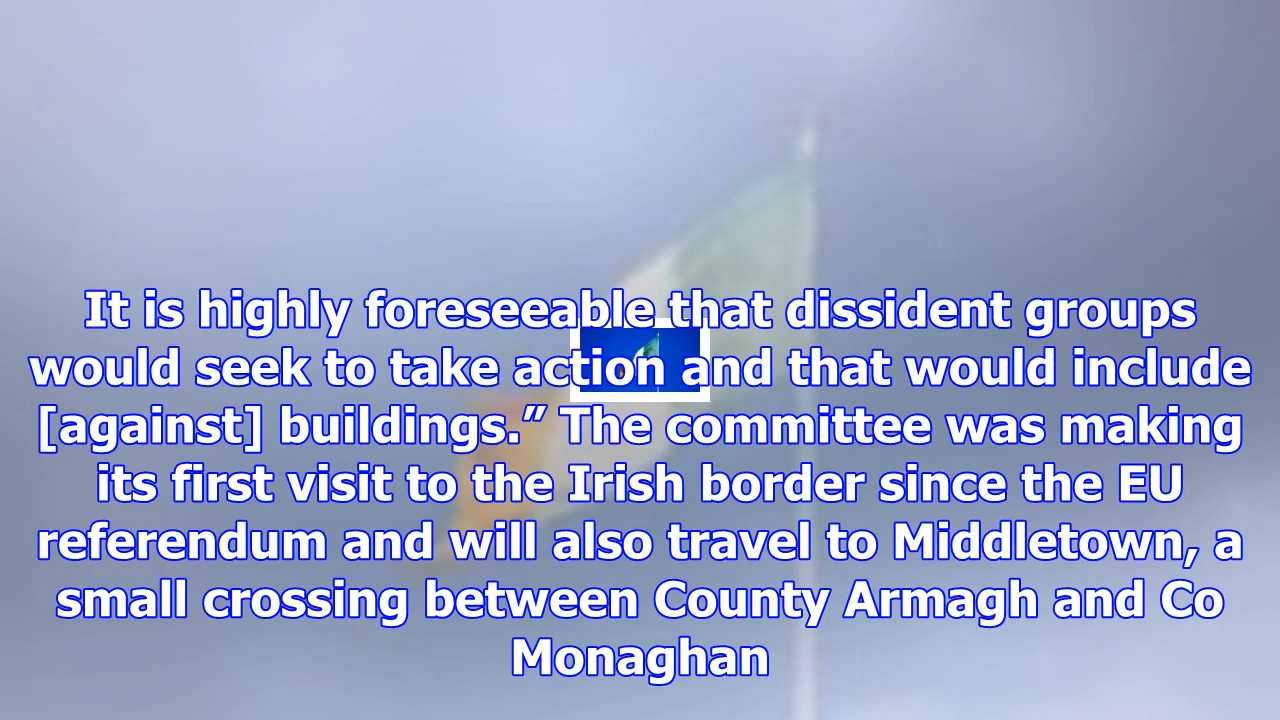 It is highly foreseeable that dissident groups
would seek to take action and that would include
[against] buildings.” The committee was making
its first visit to the Irish border since the EU
referendum and will also travel to Middletown, a
small crossing between County Armagh and Co
Monaghan